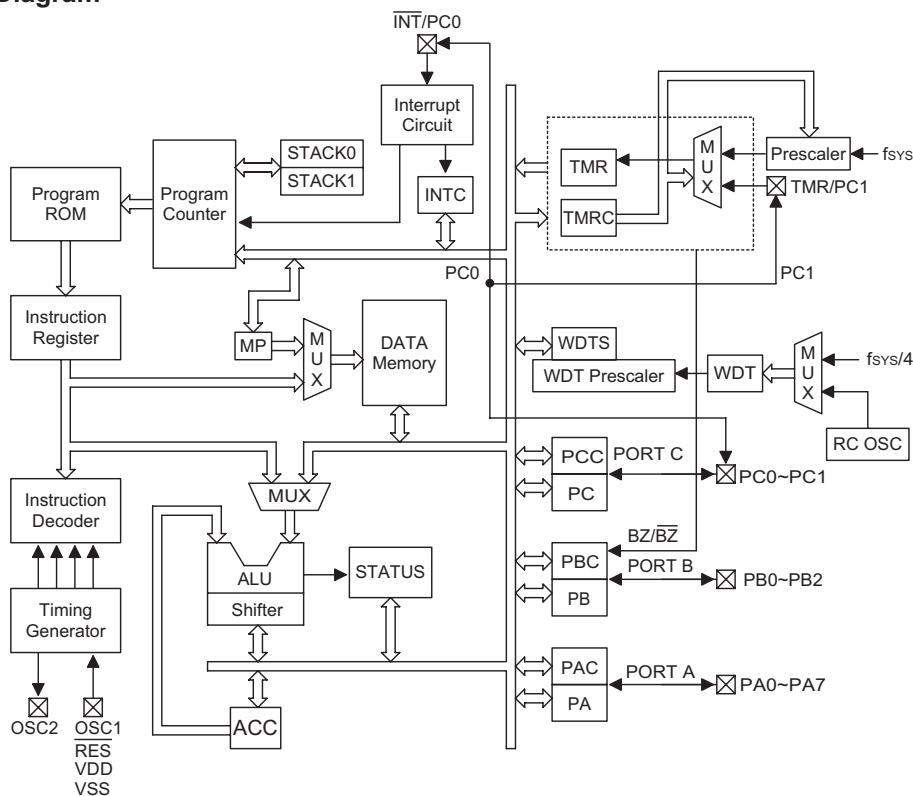 Diagram
INT/PC0
Interrupt
Circuit
STACK0
STACK1
Program
ROM
Program
Counter
INTC
TMR
TMRC
M
U
X
Prescaler
fSYS
TMR/PC1
PC0
PC1
Instruction
Register
MP
M
U
X
DATA
Memory
WDTS
WDT Prescaler
WDT
M
U
X
fSYS/4
RC OSC
PCC
PC
PORT C
PC0~PC1
MUX
Instruction
Decoder
BZ/BZ
PBC
PB
PORT B
PB0~PB2
ALU
Shifter
STATUS
Timing
Generator
PAC
PA
PORT A
PA0~PA7
ACC
OSC2
OSC1
RES
VDD
VSS